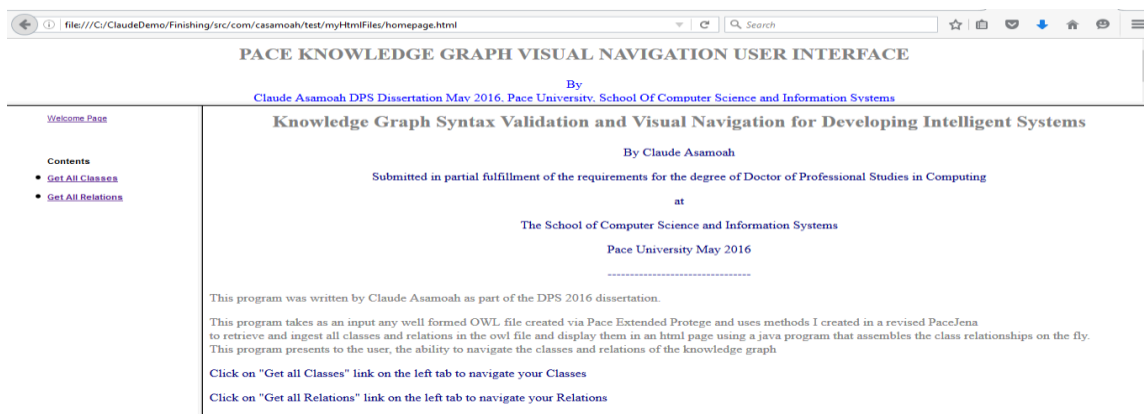 file:///C:/ClaudeDemo/Finishing/src/com/casamoah/test/myHtmlFiles/homepage.html
Search
PACE KNOWLEDGE GRAPH VISUAL NAVIGATION USER INTERFACE
By
Claude Asamoah DPS Dissertation May 2016, Pace University, School Of Computer Science and Information Systems
Welcome Page
Contents
Get All Classes
Get All Relations
Knowledge Graph Syntax Validation and Visual Navigation for Developing Intelligent Systems
By Claude Asamoah
Submitted in partial fulfillment of the requirements for the degree of Doctor of Professional Studies in Computing
at
The School of Computer Science and Information Systems
Pace University May 2016
--------------------------------
This program was written by Claude Asamoah as part of the DPS 2016 dissertation.
This program takes as an input any well formed OWL file created via Pace Extended Protege and uses methods I created in a revised PaceJena
to retrieve and ingest all classes and relations in the owl file and display them in an html page using a java program that assembles the class relationships on the fly.
This program presents to the user, the ability to navigate the classes and relations of the knowledge graph
Click on "Get all Classes" link on the left tab to navigate your Classes
Click on "Get all Relations" link on the left tab to navigate your Relations